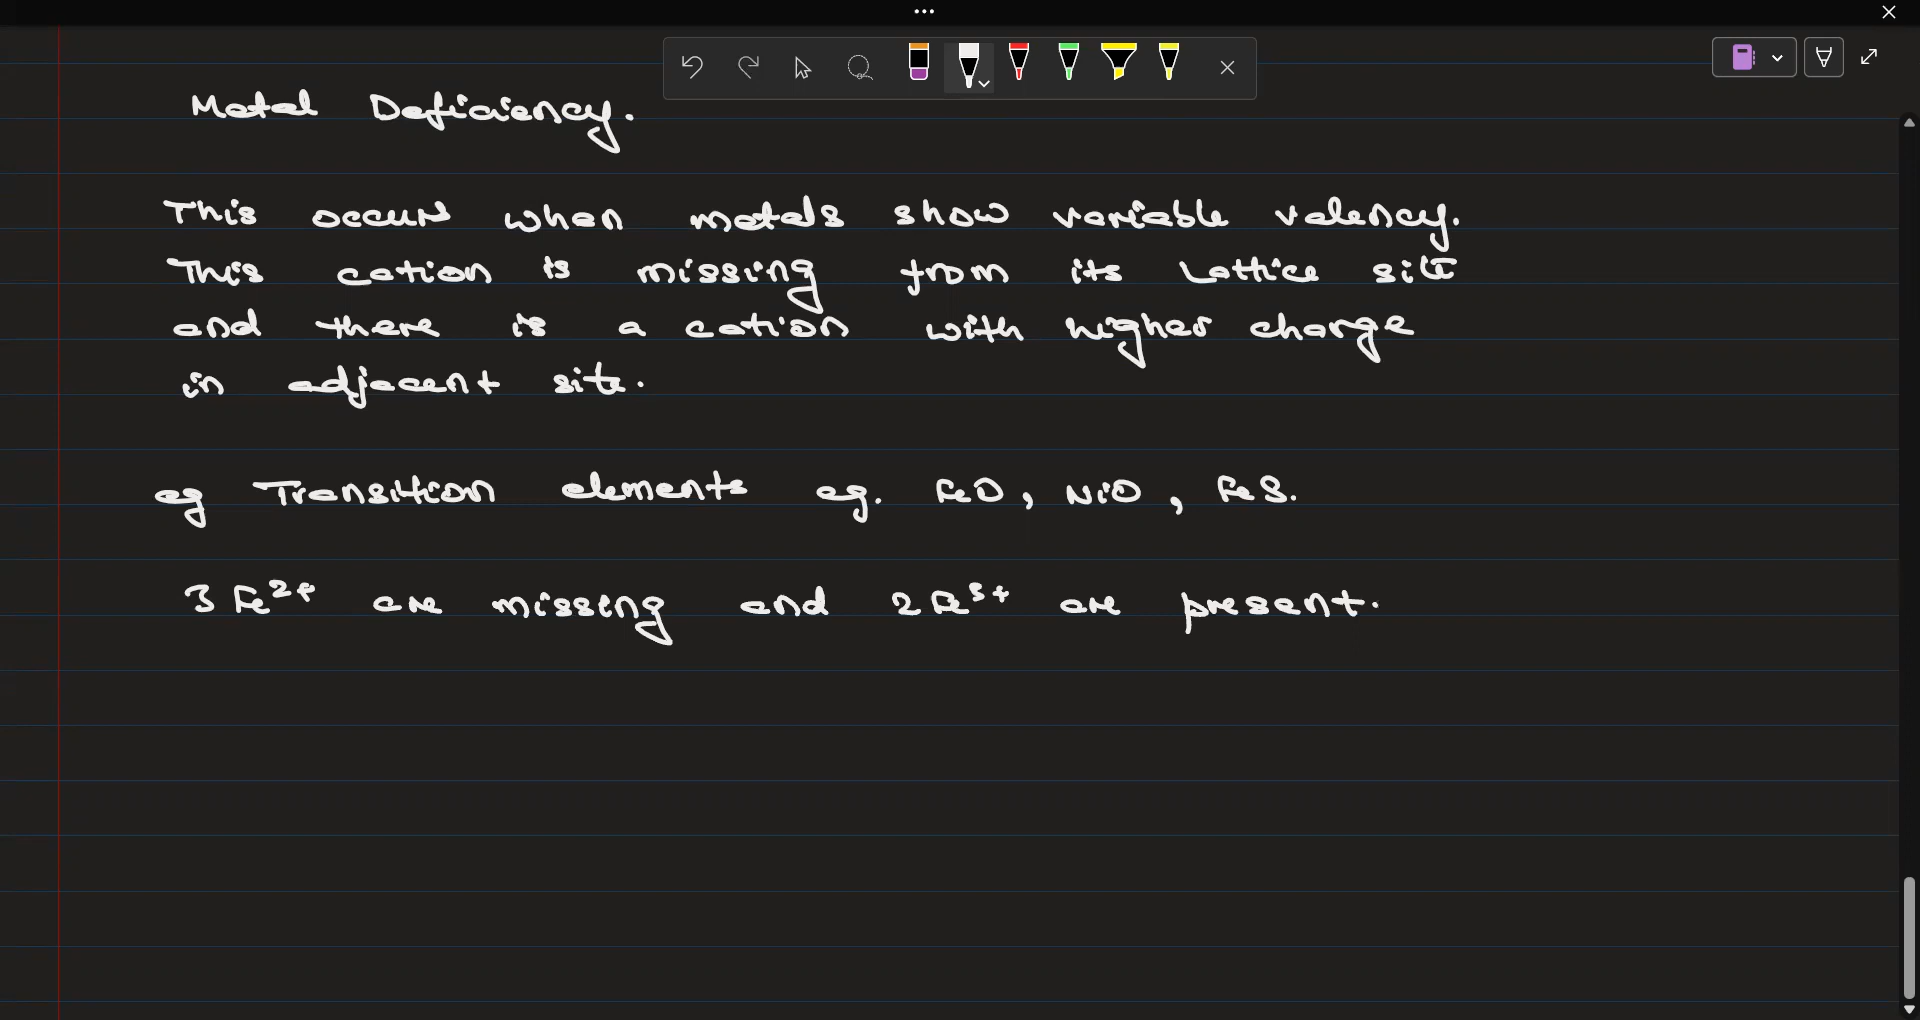 Metal Deficiency.
This occurs when metals show variable valency.
This cation is missing from its Lattice site
and there is a cation with higher charge
in adjacent site.
eg Transition elements eg. FeO, NiO, FeS.
3 Fe²⁺ are missing and 2 Fe³⁺ are present.